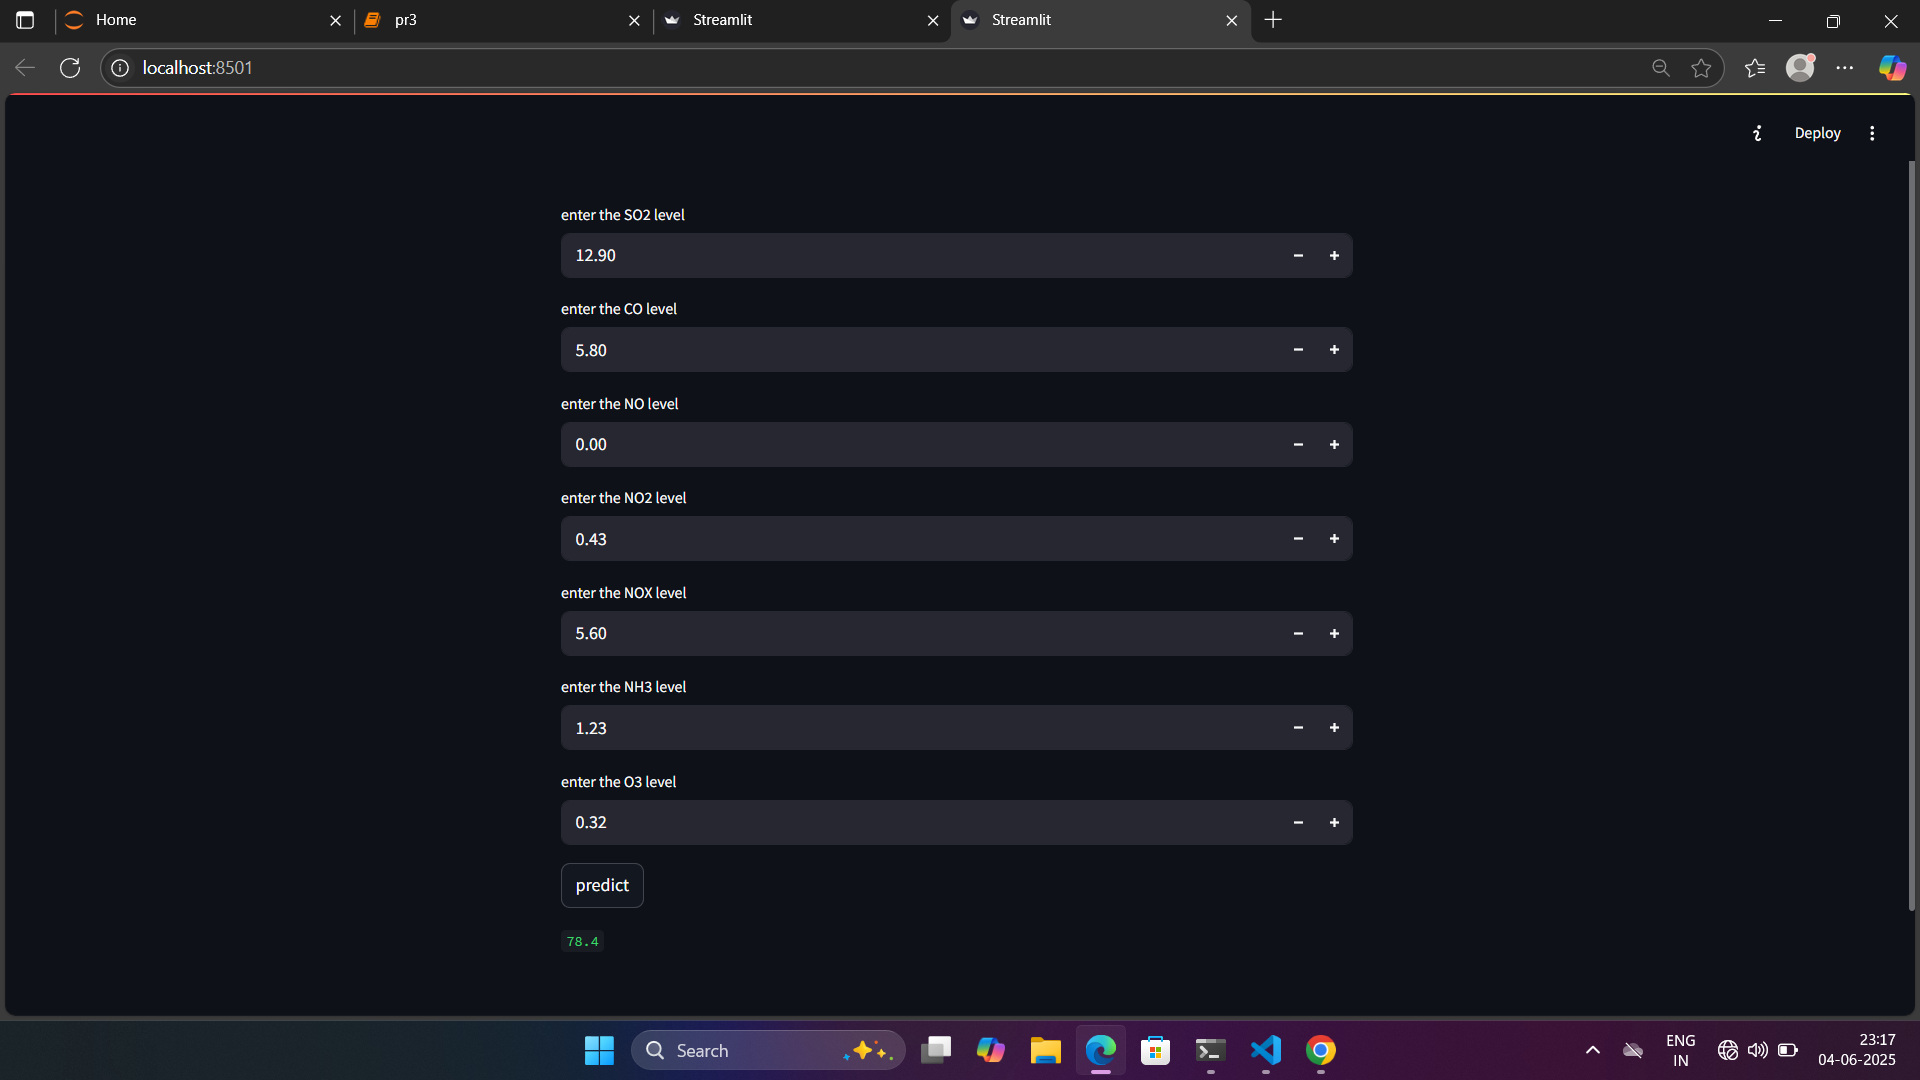 Home
pr3
Streamlit
Streamlit
localhost:8501
Deploy
enter the SO2 level
12.90
enter the CO level
5.80
enter the NO level
0.00
enter the NO2 level
0.43
enter the NOX level
5.60
enter the NH3 level
1.23
enter the O3 level
0.32
predict
78.4
Search
ENG
IN
23:17
04-06-2025